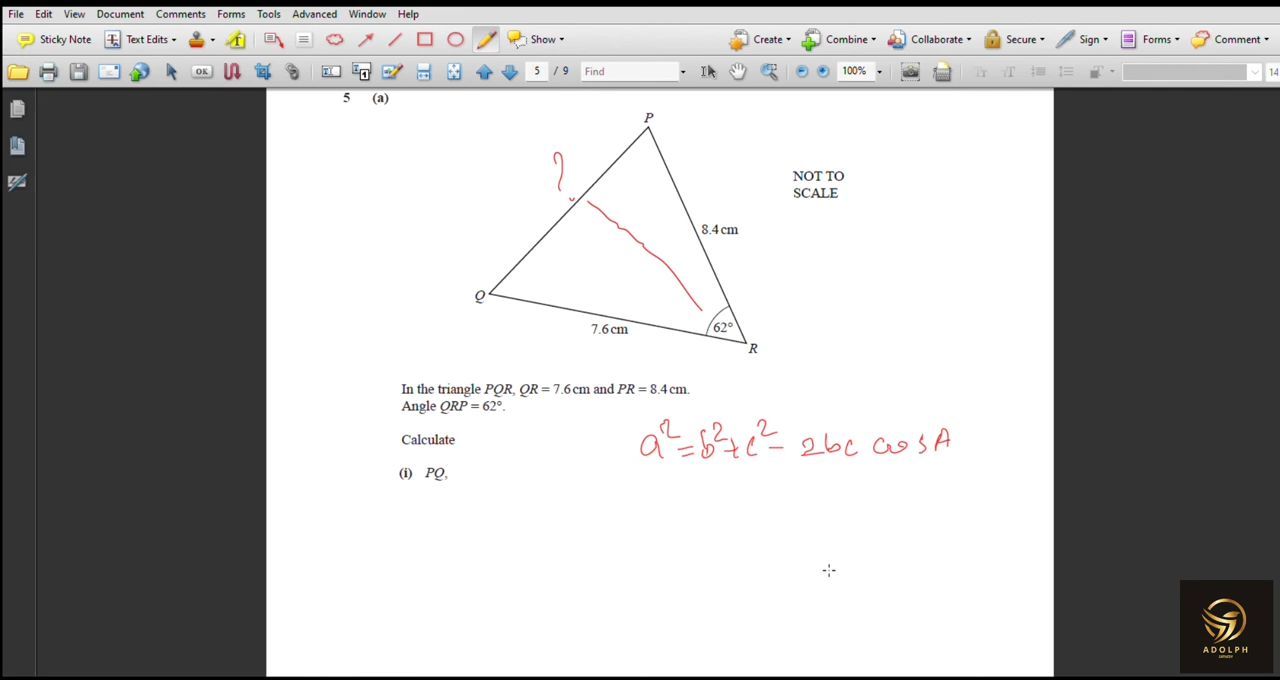 File Edit View Document Comments Forms Tools Advanced Window Help
Sticky Note Text Edits Show Create Combine Collaborate Secure Sign Forms Comment
OK 5 / 9 Find 100% 14
5 (a)
P
?
NOT TO
SCALE
8.4 cm
Q
7.6 cm
62°
R
In the triangle PQR, QR = 7.6 cm and PR = 8.4 cm.
Angle QRP = 62°.
a² = b² + c² - 2bc cos A
Calculate
(i) PQ,
ADOLPH